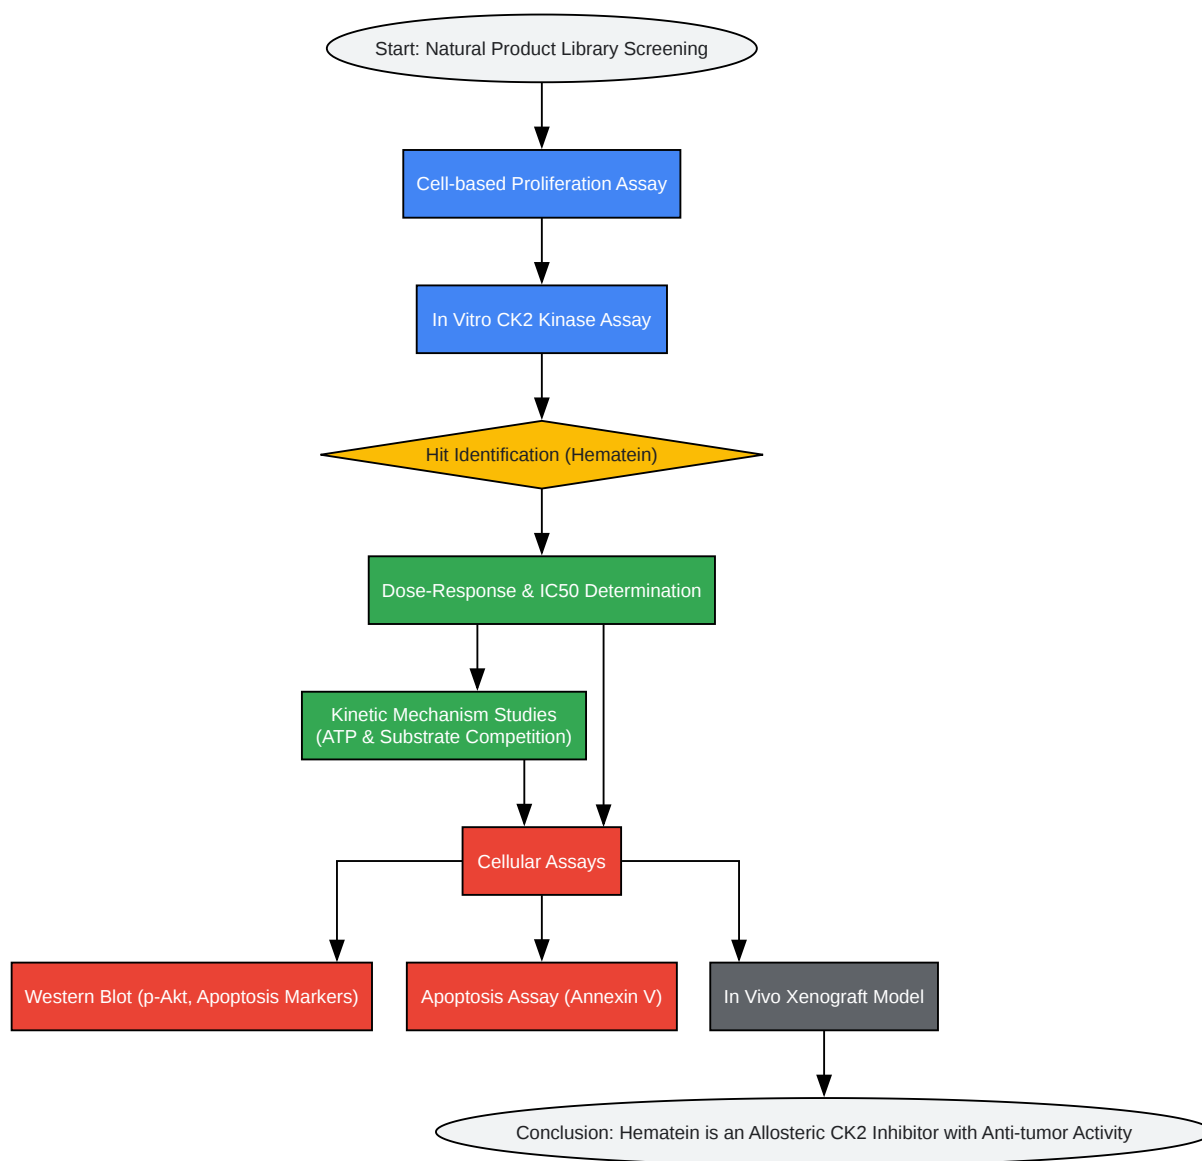 Start: Natural Product Library Screening
Cell-based Proliferation Assay
In Vitro CK2 Kinase Assay
Hit Identification (Hematein)
Dose-Response & IC50 Determination
Kinetic Mechanism Studies
(ATP & Substrate Competition)
Cellular Assays
Western Blot (p-Akt, Apoptosis Markers)
Apoptosis Assay (Annexin V)
In Vivo Xenograft Model
Conclusion: Hematein is an Allosteric CK2 Inhibitor with Anti-tumor Activity